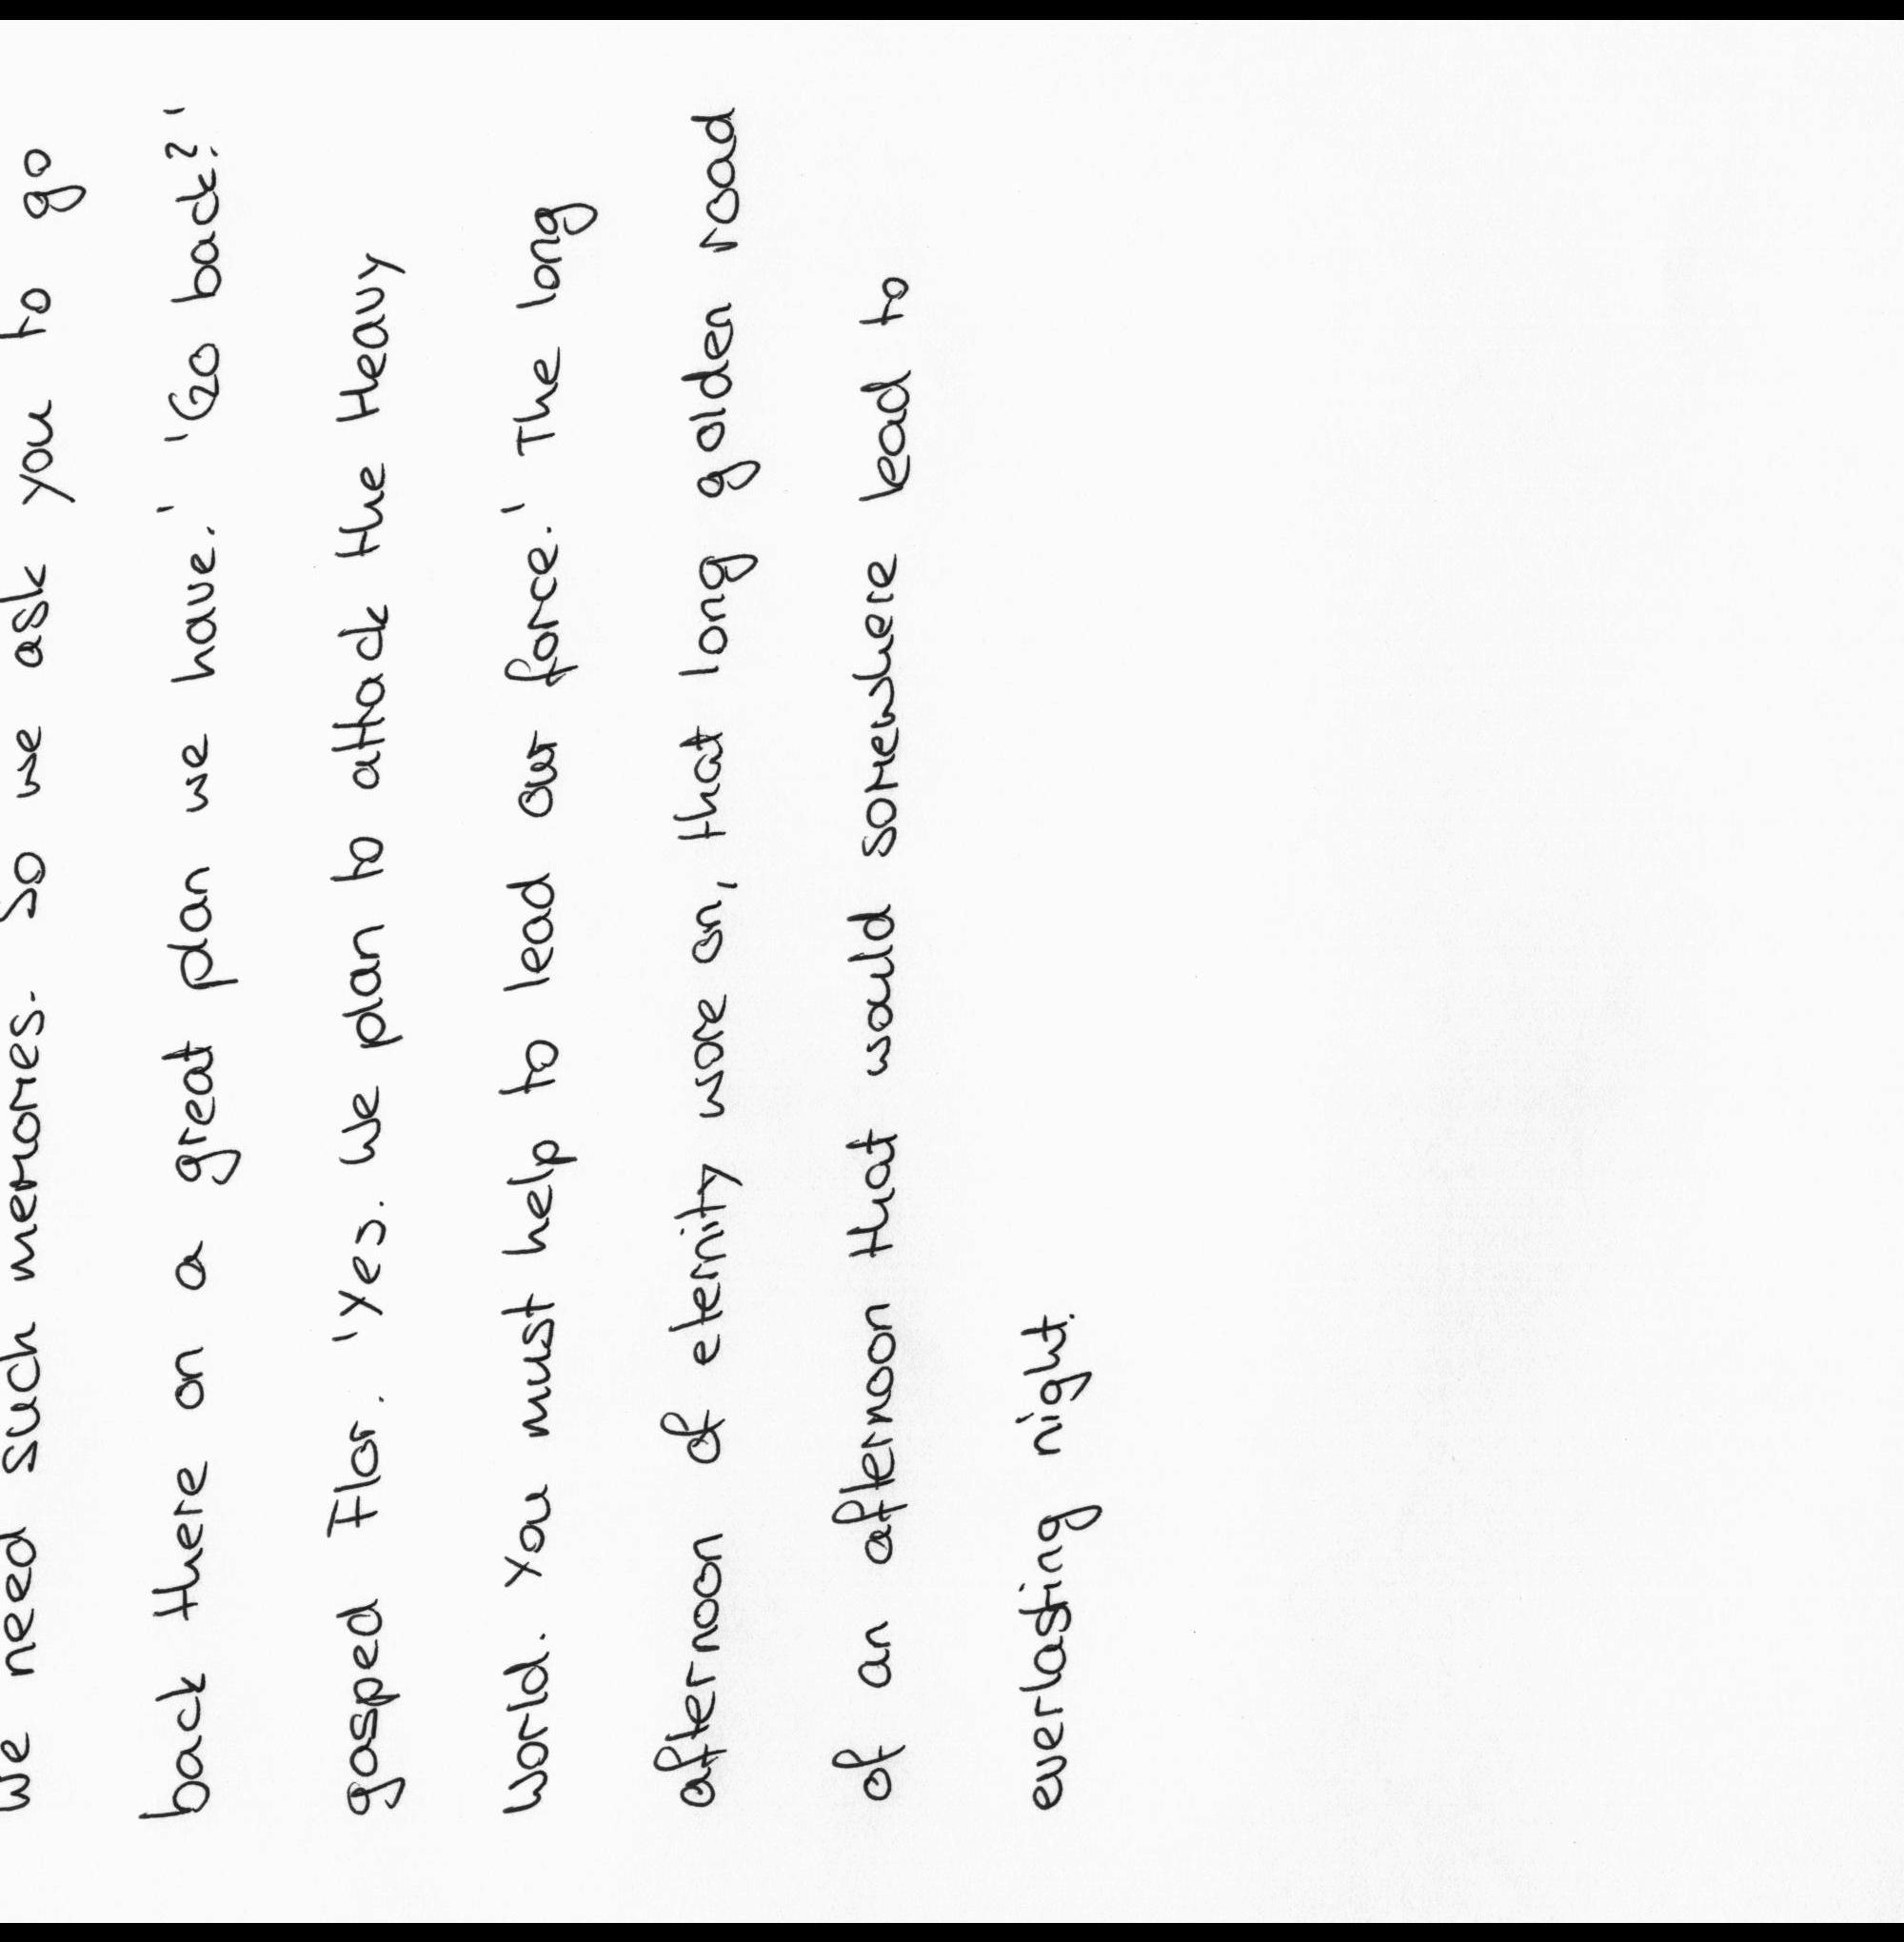 We need such memories. So we ask you to go
back there on a great plan we have.' 'Go back?'
gasped Flor. 'Yes. We plan to attack the Heavy
World. You must help to lead our force.' The long
afternoon of eternity wore on, that long golden road
of an afternoon that would somewhere lead to
everlasting night.